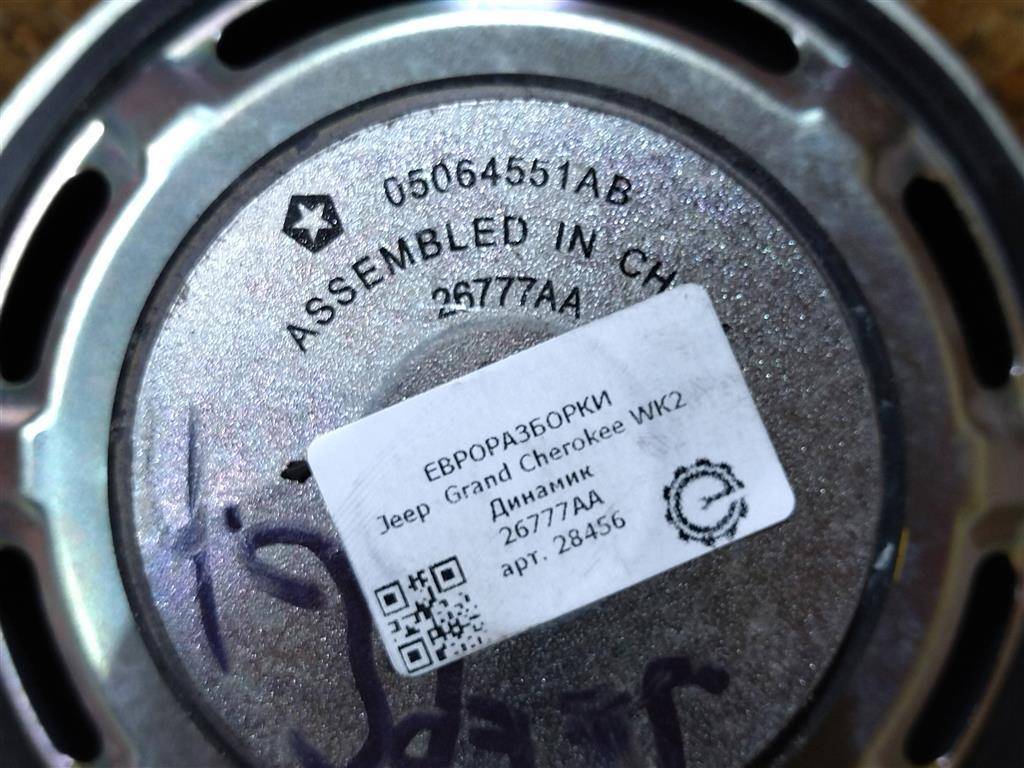 05064551AB
ASSEMBLED IN CH
26777AA
ЕВРОРАЗБОРКИ
Jeep Grand Cherokee WK2
Динамик
26777AA
арт. 28456